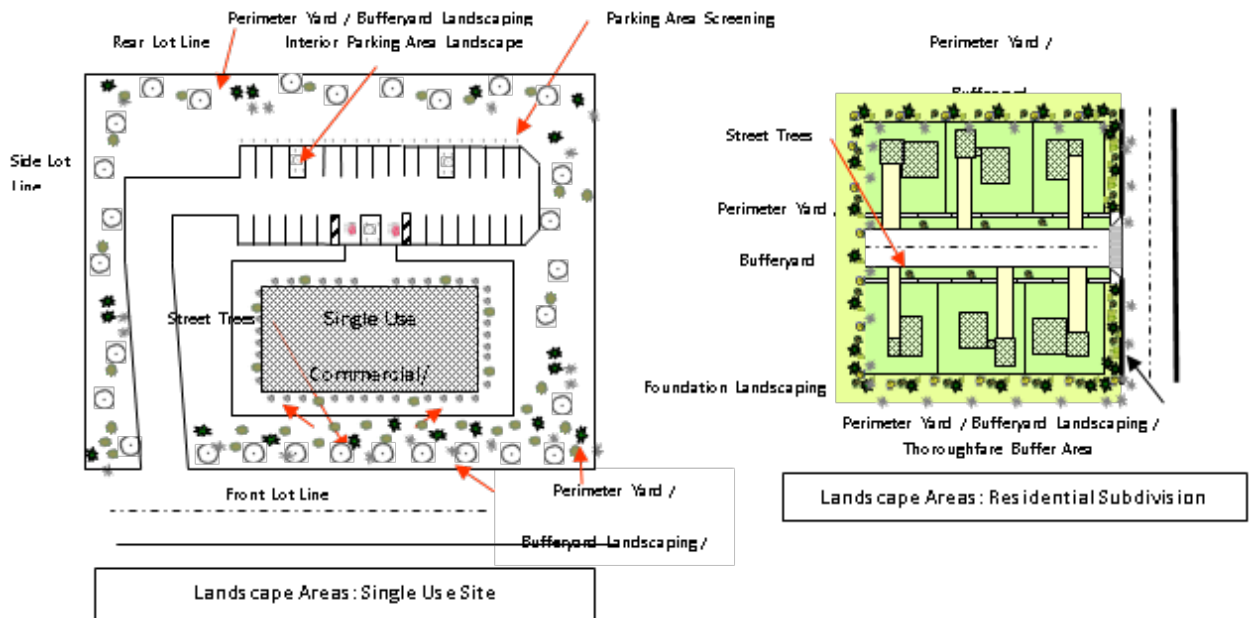 Perimeter Yard / Bufferyard Landscaping
Parking Area Screening
Rear Lot Line
Interior Parking Area Landscape
Side Lot
Line
Street Trees
Single Use
Commercial/
Front Lot Line
Perimeter Yard /
Bufferyard Landscaping /
Landscape Areas: Single Use Site
Perimeter Yard /
Bufferyard
Street Trees
Perimeter Yard /
Bufferyard
Foundation Landscaping
Perimeter Yard / Bufferyard Landscaping /
Thoroughfare Buffer Area
Landscape Areas: Residential Subdivision